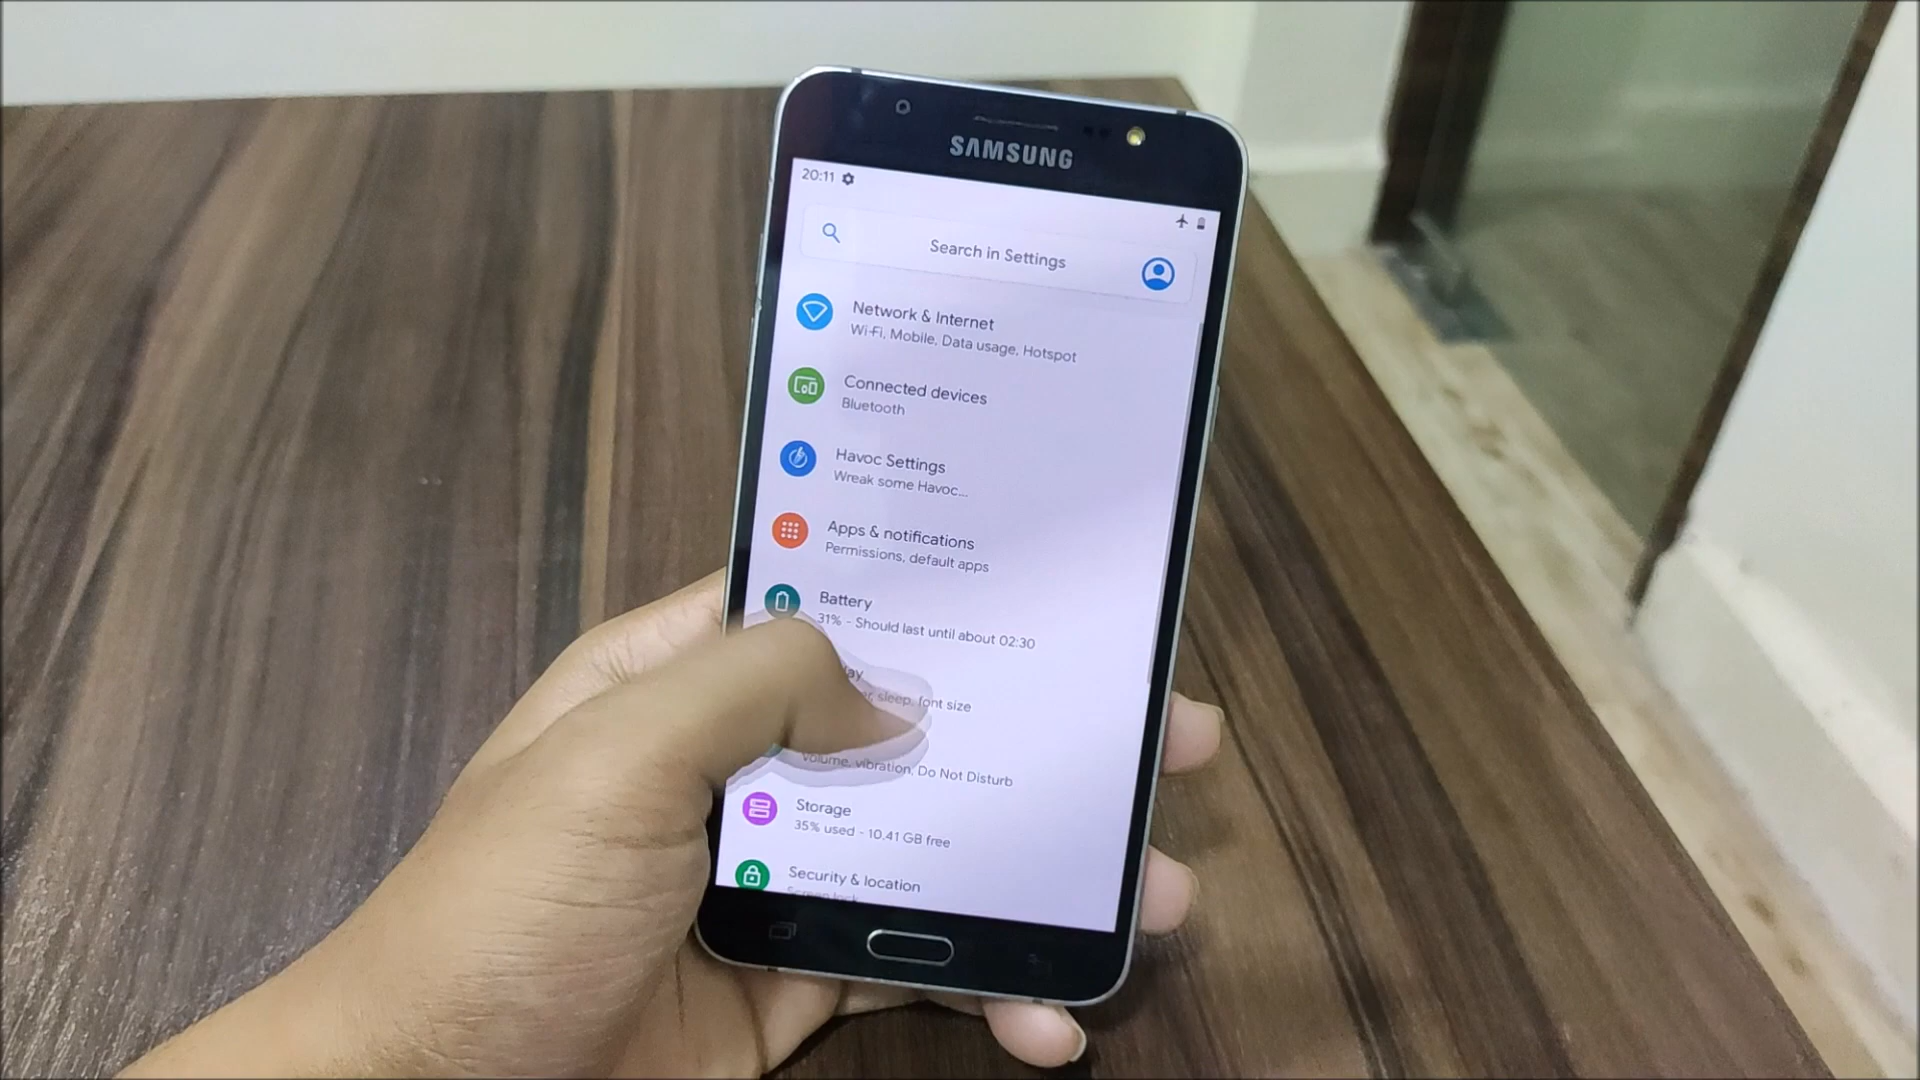 SAMSUNG
20:11
Search in Settings
Network & Internet
Wi-Fi, Mobile, Data usage, Hotspot
Connected devices
Bluetooth
Havoc Settings
Wreak some Havoc...
Apps & notifications
Permissions, default apps
Battery
31% - Should last until about 02:30
sleep, font size
Volume, vibration, Do Not Disturb
Storage
35% used - 10.41 GB free
Security & location
Screen lock